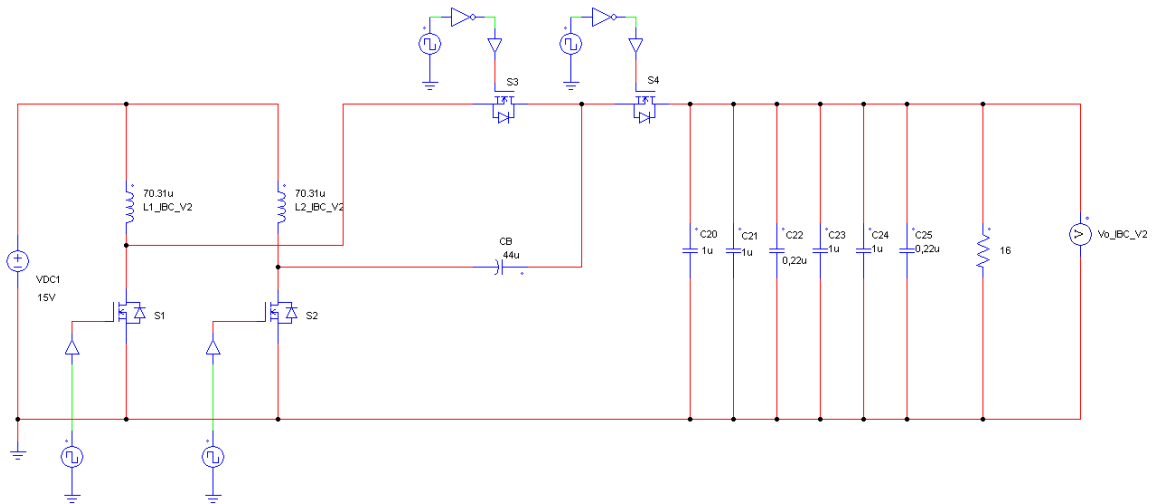 S3
S4
70.31u
L1_IBC_V2
70.31u
L2_IBC_V2
CB
44u
C20
1u
C21
1u
C22
0,22u
C23
1u
C24
1u
C25
0,22u
16
V
Vo_IBC_V2
VDC1
15V
S1
S2